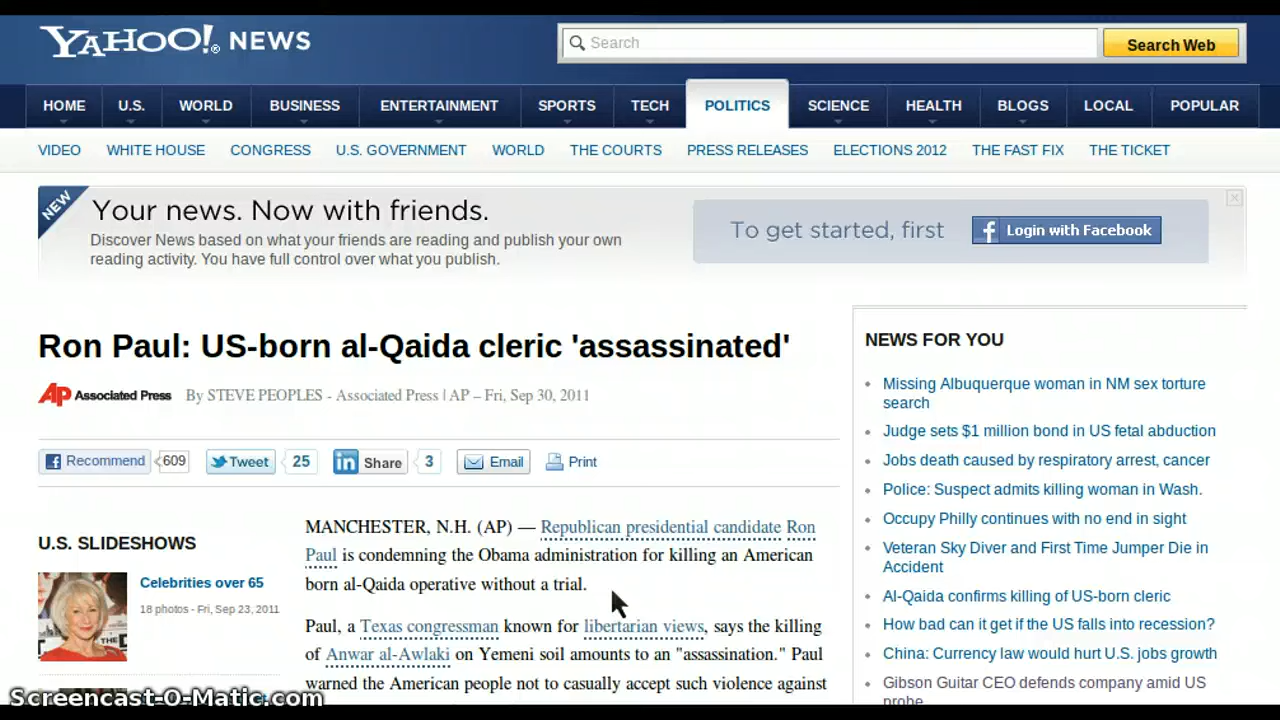 YAHOO!® NEWS
Search
Search Web
HOME U.S. WORLD BUSINESS ENTERTAINMENT SPORTS TECH POLITICS SCIENCE HEALTH BLOGS LOCAL POPULAR
VIDEO WHITE HOUSE CONGRESS U.S. GOVERNMENT WORLD THE COURTS PRESS RELEASES ELECTIONS 2012 THE FAST FIX THE TICKET
NEW
Your news. Now with friends.
Discover News based on what your friends are reading and publish your own
reading activity. You have full control over what you publish.
To get started, first
f Login with Facebook
Ron Paul: US-born al-Qaida cleric 'assassinated'
AP Associated Press By STEVE PEOPLES - Associated Press | AP – Fri, Sep 30, 2011
f Recommend 609 Tweet 25 in Share 3 Email Print
U.S. SLIDESHOWS
Celebrities over 65
18 photos - Fri, Sep 23, 2011
MANCHESTER, N.H. (AP) — Republican presidential candidate Ron
Paul is condemning the Obama administration for killing an American
born al-Qaida operative without a trial.
Paul, a Texas congressman known for libertarian views, says the killing
of Anwar al-Awlaki on Yemeni soil amounts to an "assassination." Paul
warned the American people not to casually accept such violence against
NEWS FOR YOU
Missing Albuquerque woman in NM sex torture
search
Judge sets $1 million bond in US fetal abduction
Jobs death caused by respiratory arrest, cancer
Police: Suspect admits killing woman in Wash.
Occupy Philly continues with no end in sight
Veteran Sky Diver and First Time Jumper Die in
Accident
Al-Qaida confirms killing of US-born cleric
How bad can it get if the US falls into recession?
China: Currency law would hurt U.S. jobs growth
Gibson Guitar CEO defends company amid US
probe
Screencast-O-Matic.com